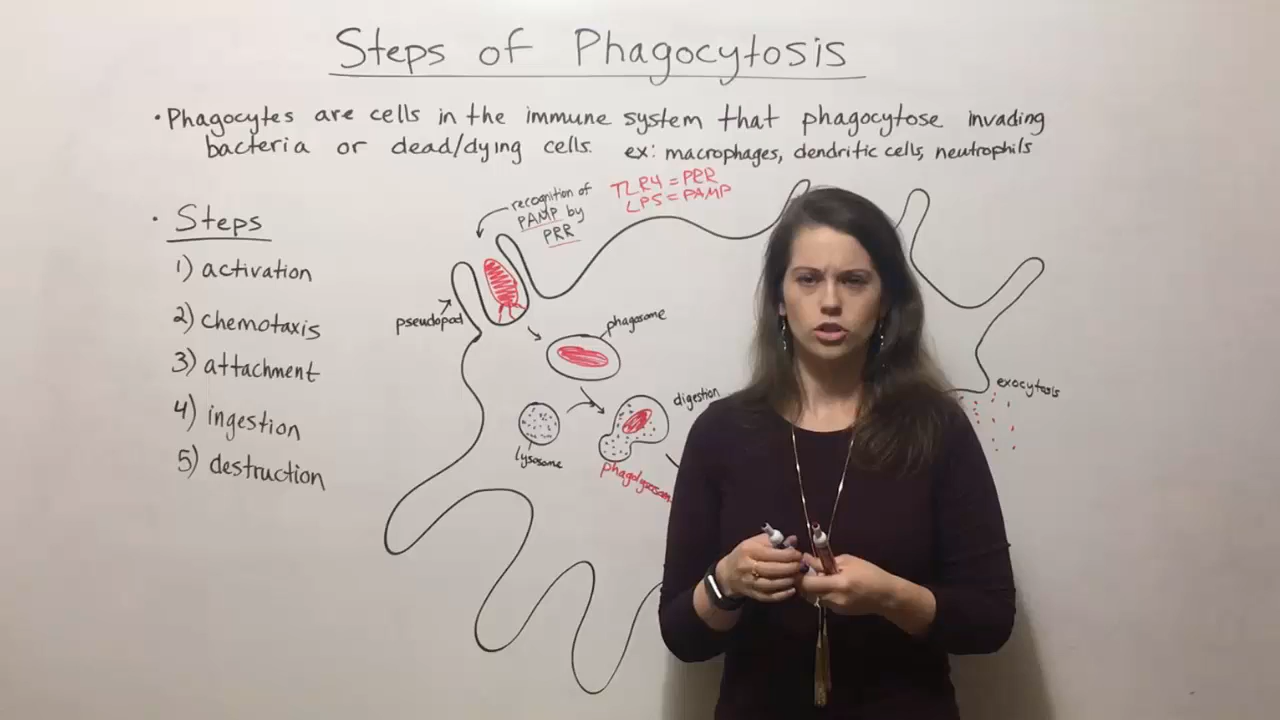 Steps of Phagocytosis
• Phagocytes are cells in the immune system that phagocytose invading
bacteria or dead/dying cells. ex: macrophages, dendritic cells, neutrophils
• Steps
1) activation
2) chemotaxis
3) attachment
4) ingestion
5) destruction
recognition of
PAMP by
PRR
TLR4 = PRR
LPS = PAMP
pseudopod
phagosome
lysosome
digestion
phagolysosom
exocytosis